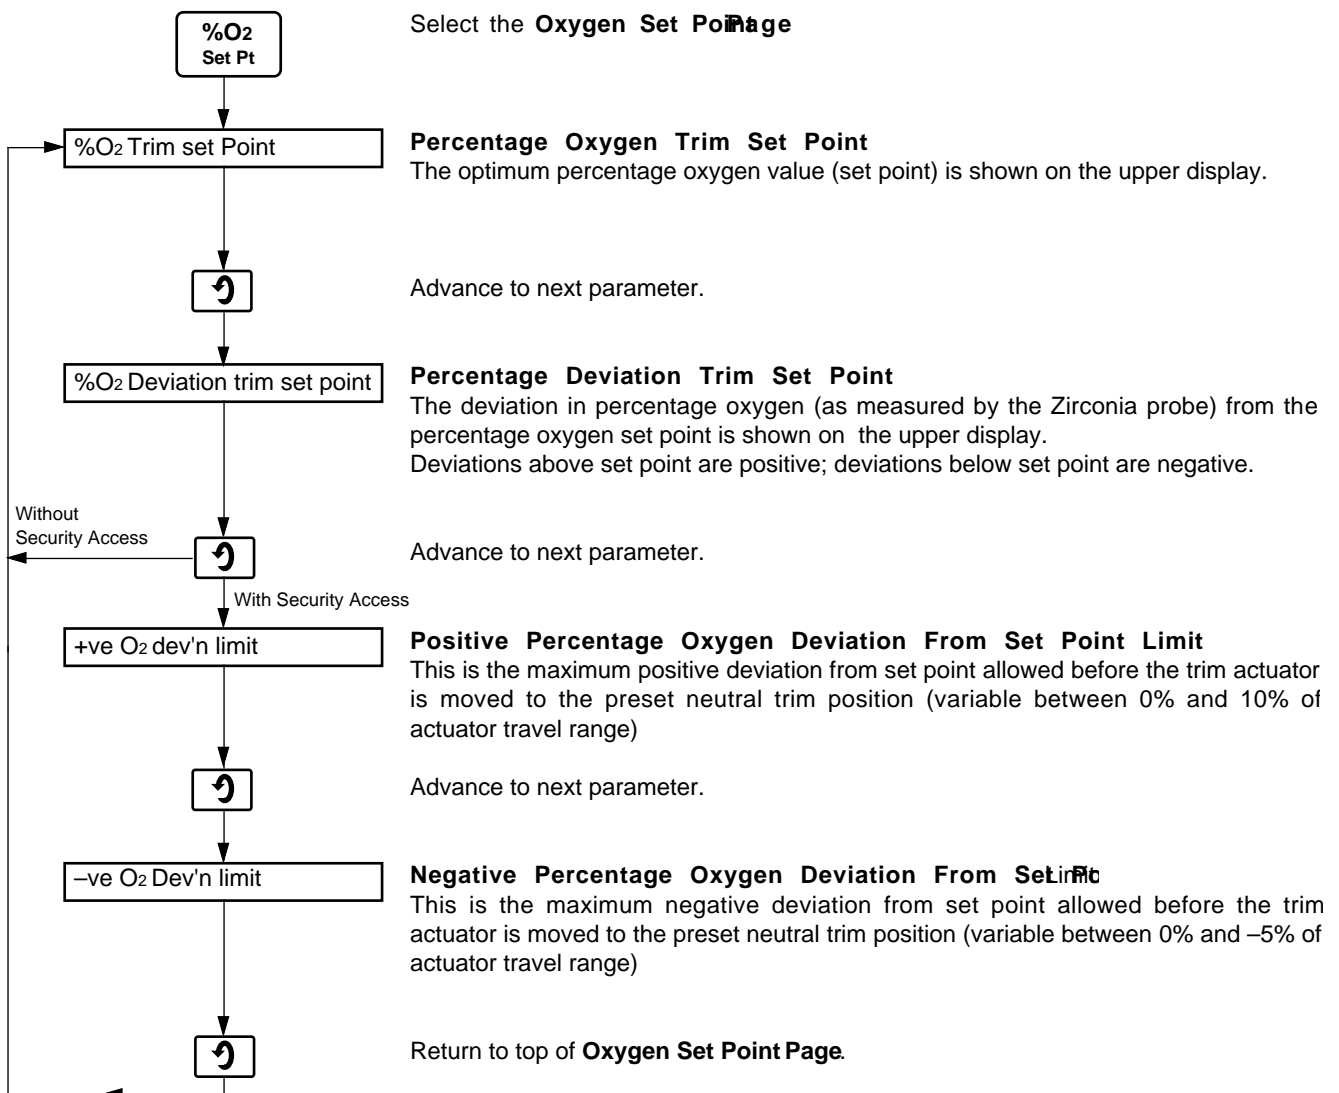 %O2
Set Pt
Select the Oxygen Set Point Page
%O2 Trim set Point
Percentage Oxygen Trim Set Point
The optimum percentage oxygen value (set point) is shown on the upper display.
Advance to next parameter.
%O2 Deviation trim set point
Percentage Deviation Trim Set Point
The deviation in percentage oxygen (as measured by the Zirconia probe) from the
percentage oxygen set point is shown on the upper display.
Deviations above set point are positive; deviations below set point are negative.
Without
Security Access
Advance to next parameter.
With Security Access
+ve O2 dev'n limit
Positive Percentage Oxygen Deviation From Set Point Limit
This is the maximum positive deviation from set point allowed before the trim actuator
is moved to the preset neutral trim position (variable between 0% and 10% of
actuator travel range)
Advance to next parameter.
–ve O2 Dev'n limit
Negative Percentage Oxygen Deviation From Set Limit
This is the maximum negative deviation from set point allowed before the trim
actuator is moved to the preset neutral trim position (variable between 0% and –5% of
actuator travel range)
Return to top of Oxygen Set Point Page.